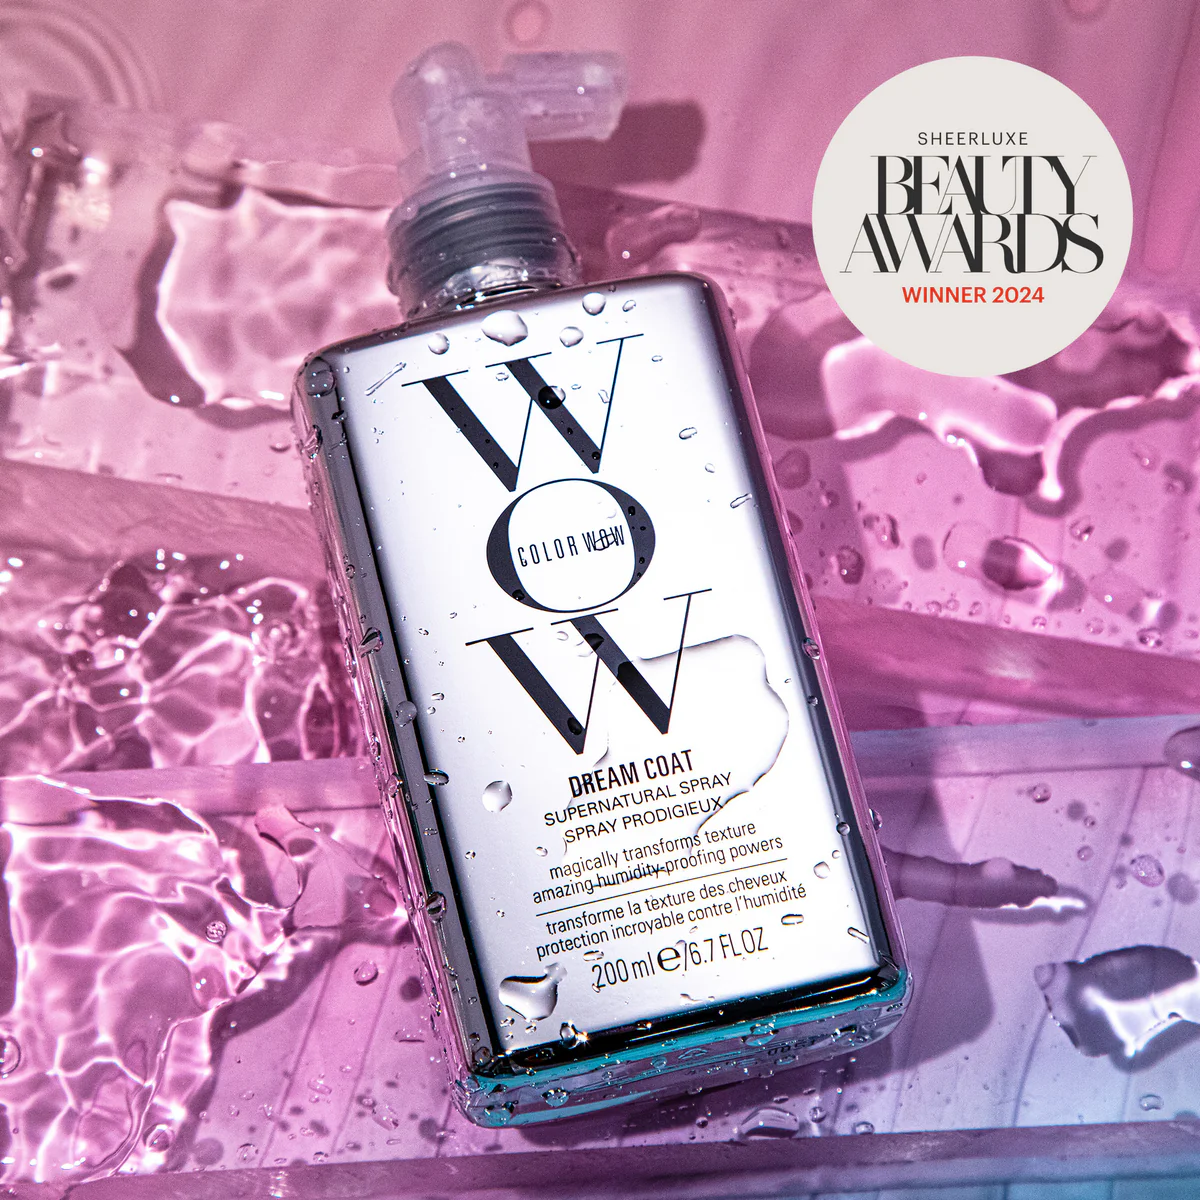 SHEERLUXE
BEAUTY
AWARDS
WINNER 2024
WOW
COLOR WOW
DREAM COAT
SUPERNATURAL SPRAY
SPRAY PRODIGIEUX
magically transforms texture
amazing humidity-proofing powers
transforme la texture des cheveux
protection incroyable contre l'humidité
200 ml e/6.7 FL OZ